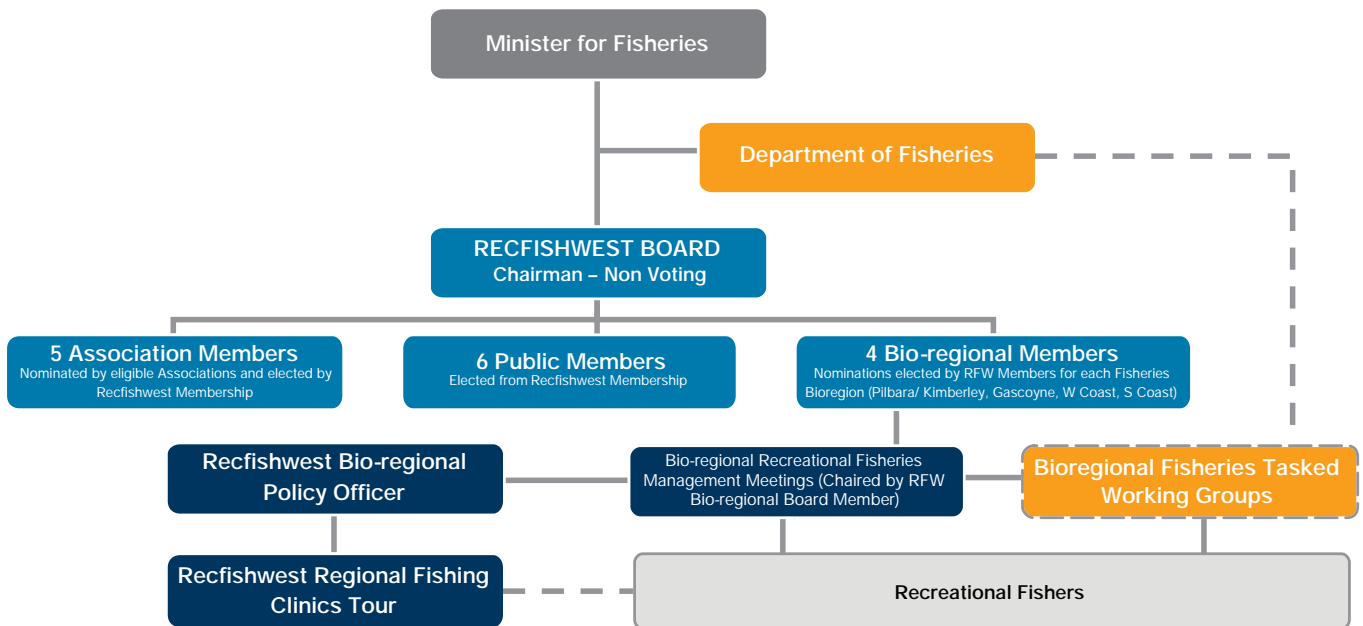 Minister for Fisheries
Department of Fisheries
RECFISHWEST BOARD
Chairman – Non Voting
5 Association Members
Nominated by eligible Associations and elected by
Recfishwest Membership
6 Public Members
Elected from Recfishwest Membership
4 Bio-regional Members
Nominations elected by RFW Members for each Fisheries
Bioregion (Pilbara/ Kimberley, Gascoyne, W Coast, S Coast)
Recfishwest Bio-regional
Policy Officer
Bio-regional Recreational Fisheries
Management Meetings (Chaired by RFW
Bio-regional Board Member)
Bioregional Fisheries Tasked
Working Groups
Recfishwest Regional Fishing
Clinics Tour
Recreational Fishers